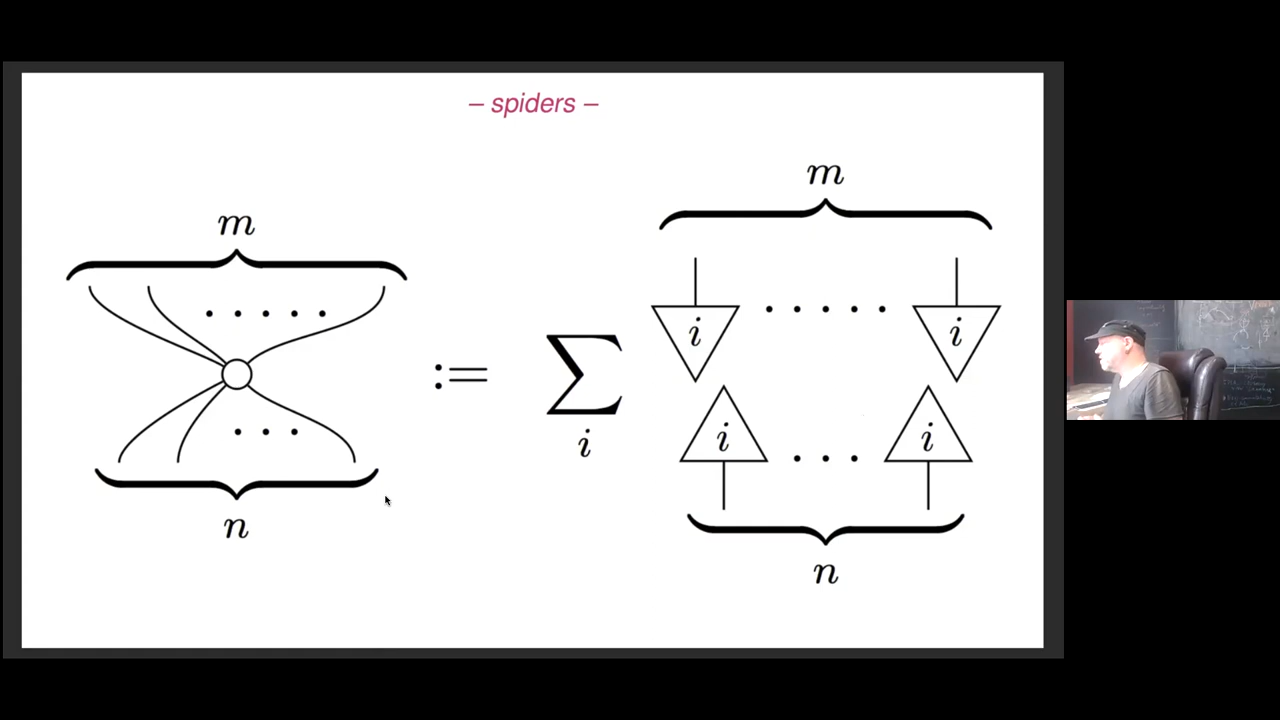 – spiders –
m
m
i
i
:=
∑
i
i
i
n
n